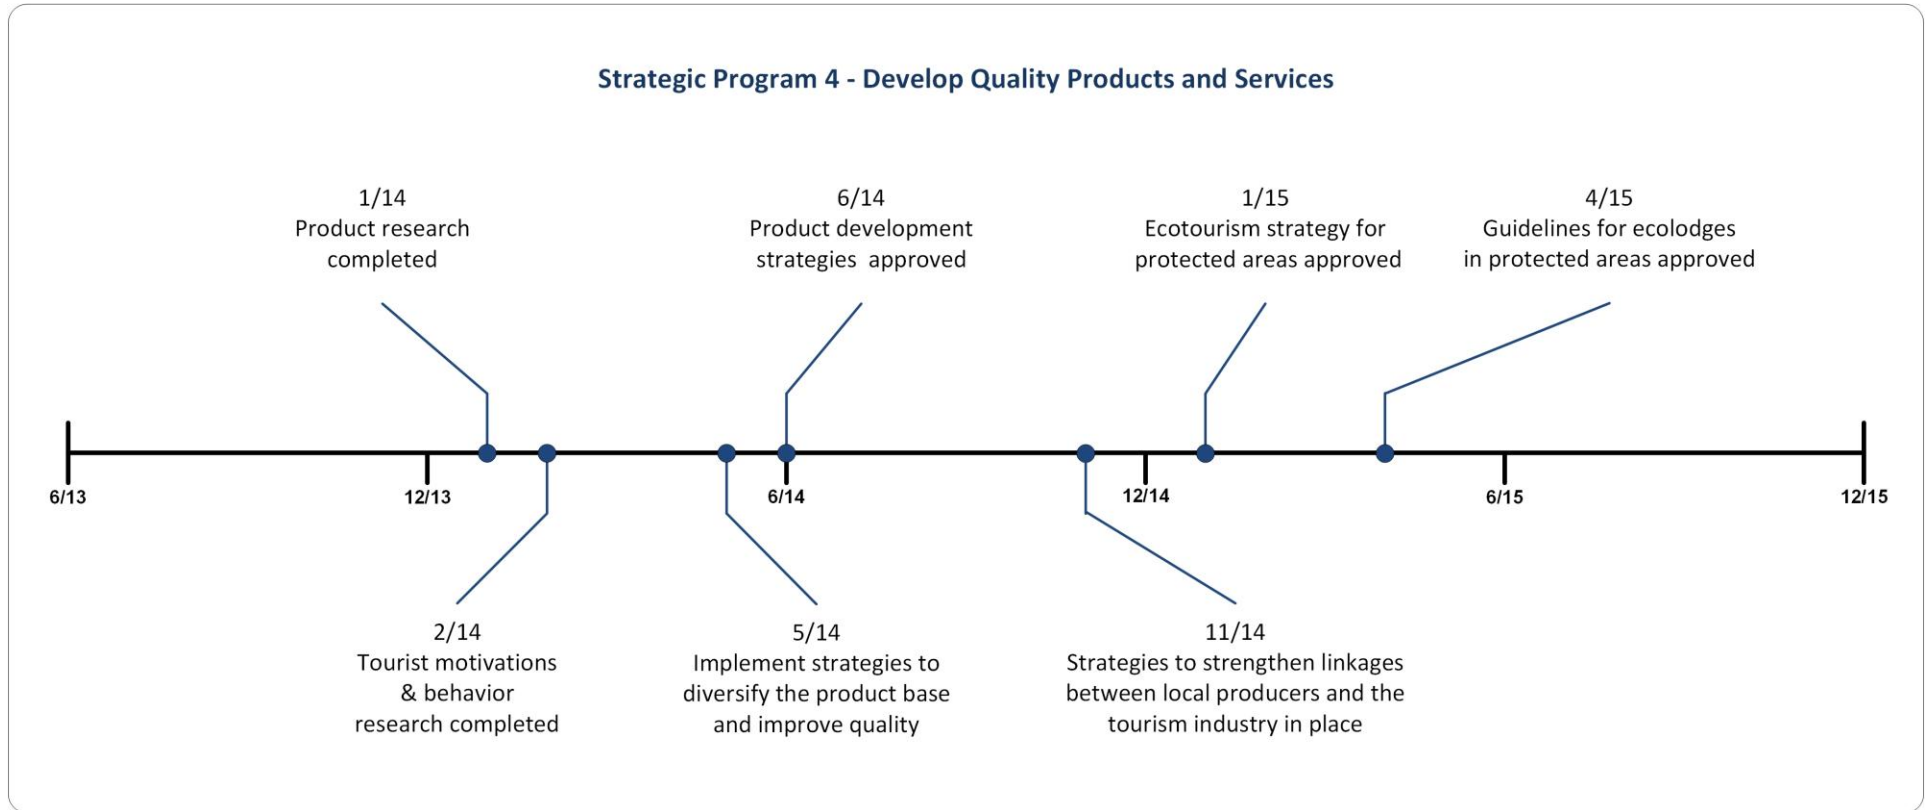 Strategic Program 4 - Develop Quality Products and Services
1/14
Product research
completed
6/14
Product development
strategies  approved
1/15
Ecotourism strategy for
protected areas approved
4/15
Guidelines for ecolodges
in protected areas approved
6/13
12/13
6/14
12/14
6/15
12/15
2/14
Tourist motivations
& behavior
research completed
5/14
Implement strategies to
diversify the product base
and improve quality
11/14
Strategies to strengthen linkages
between local producers and the
tourism industry in place